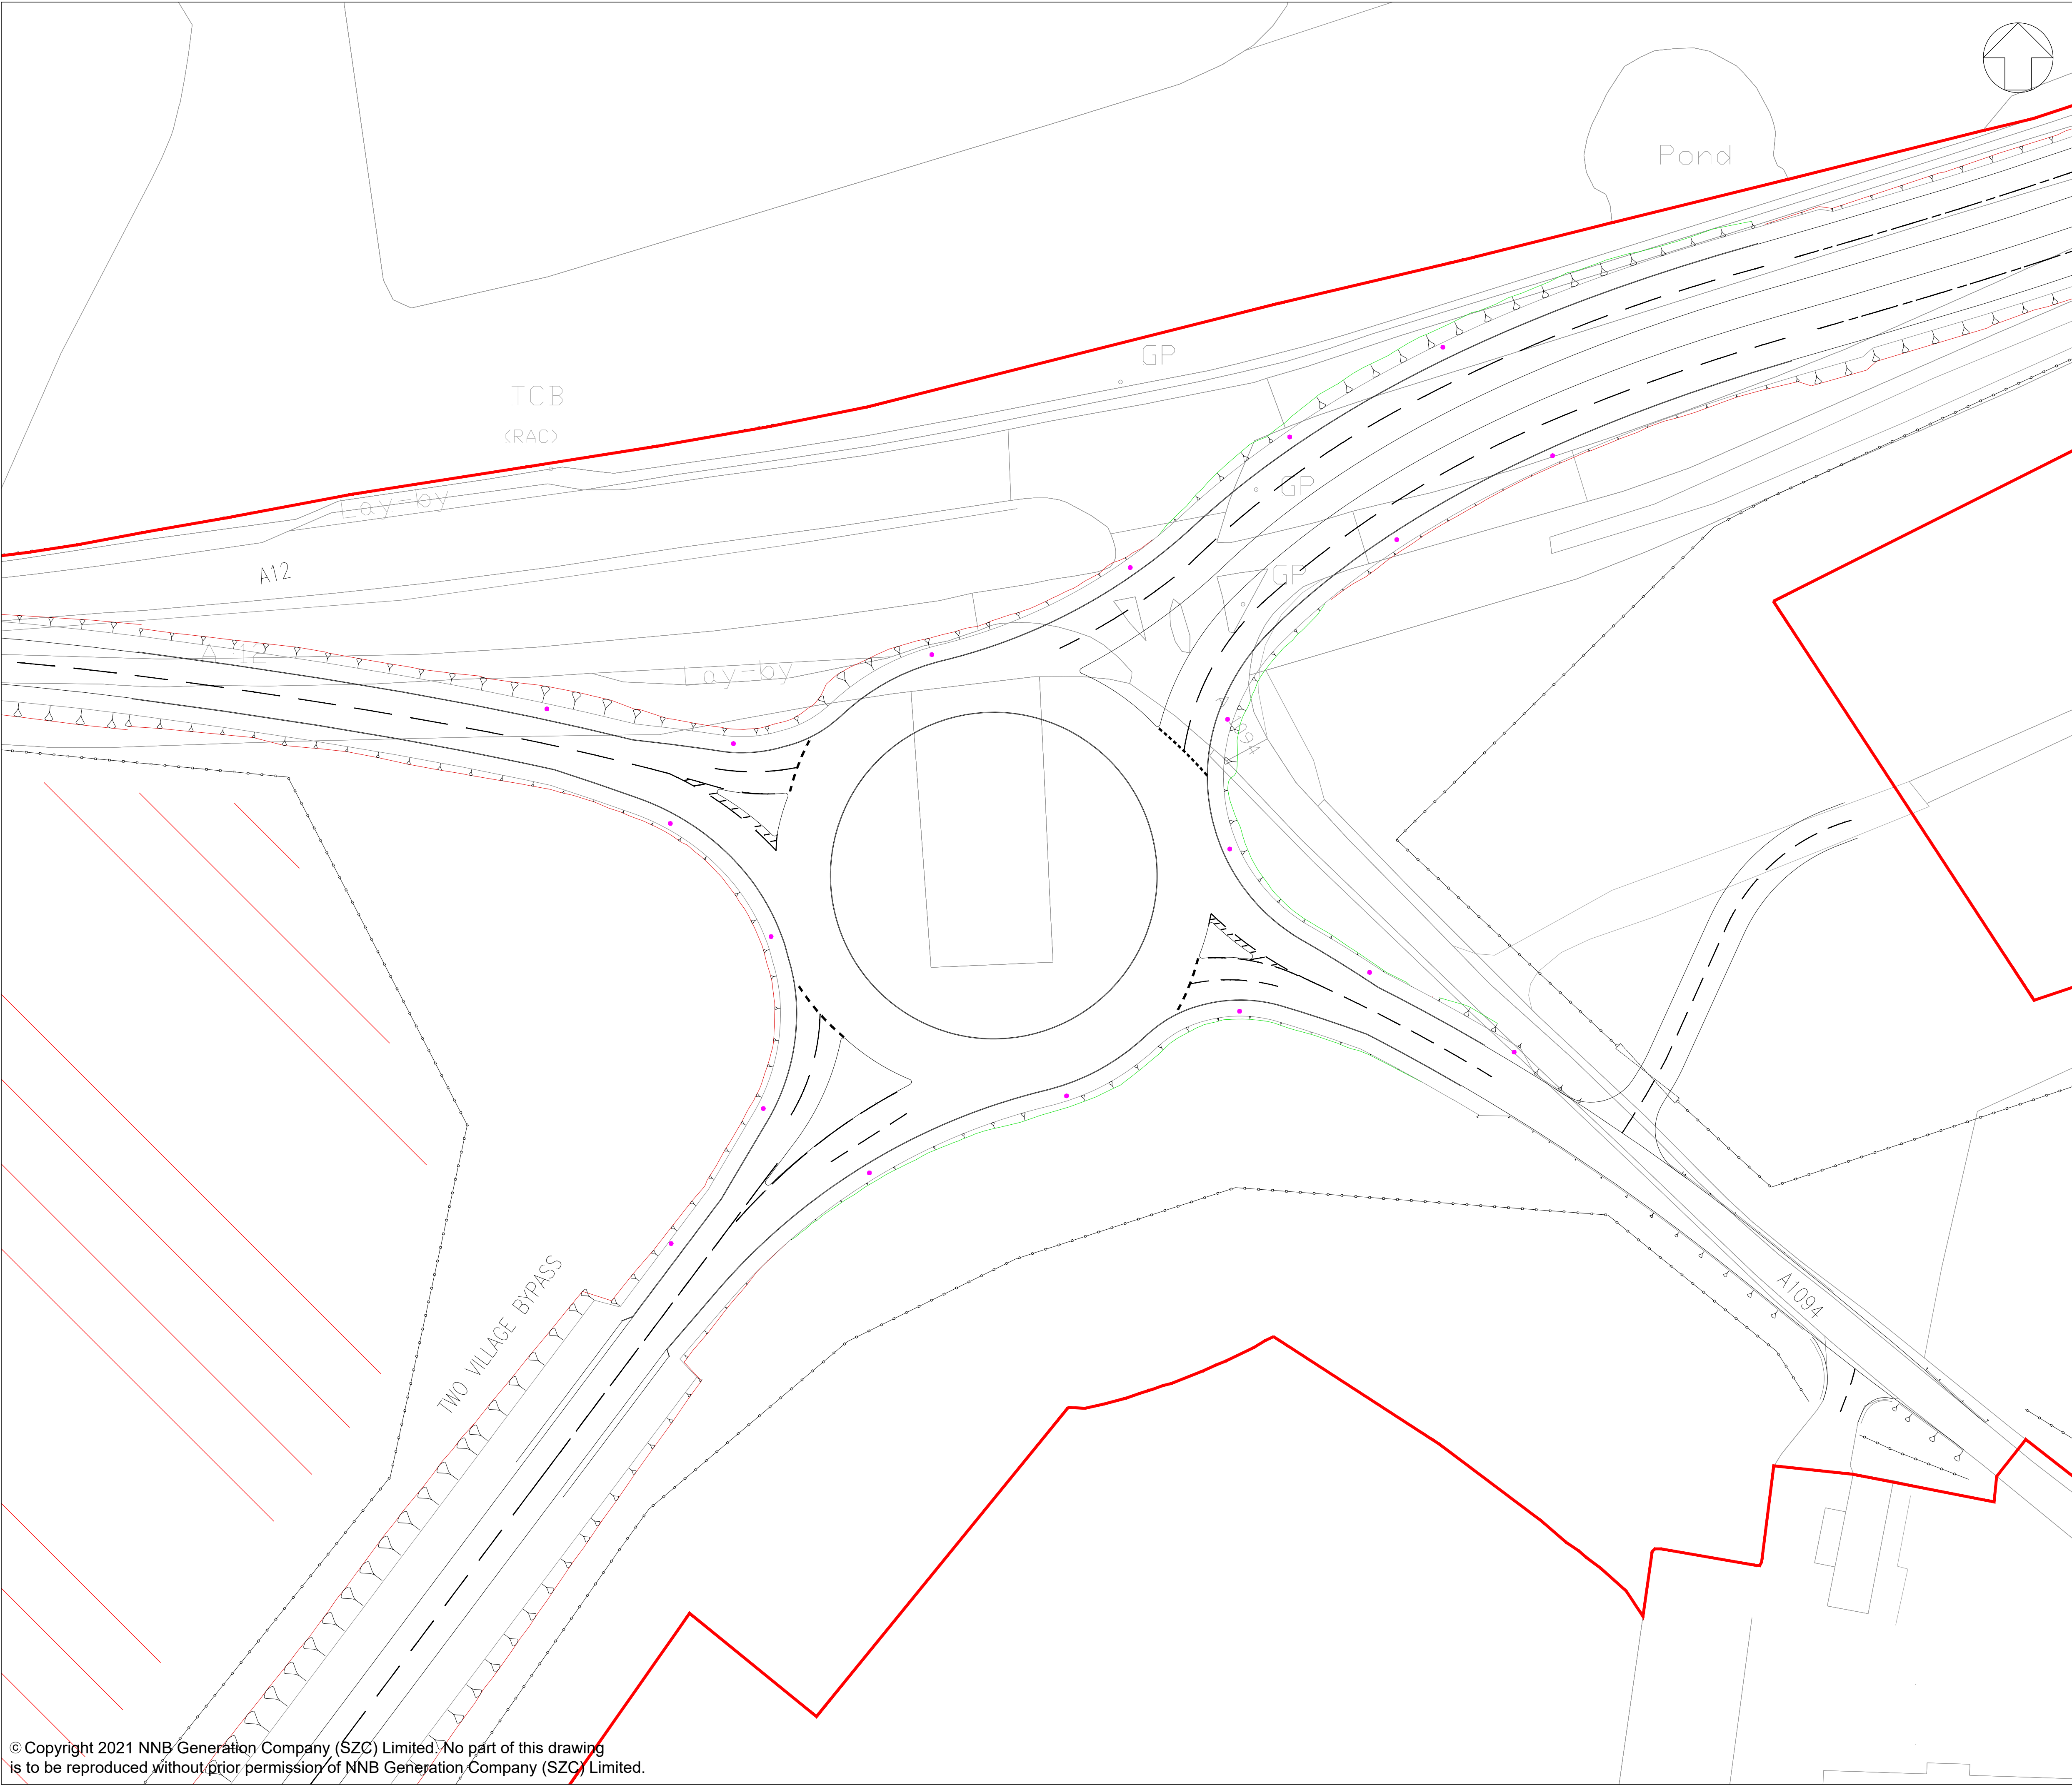 Pond
GP
TCB
(RAC)
Lay-by
GP
A12
GP
A 12
Lay-by
A 1094
TWO VILLAGE BYPASS
A1094
© Copyright 2021 NNB Generation Company (SZC) Limited. No part of this drawing
is to be reproduced without prior permission of NNB Generation Company (SZC) Limited.